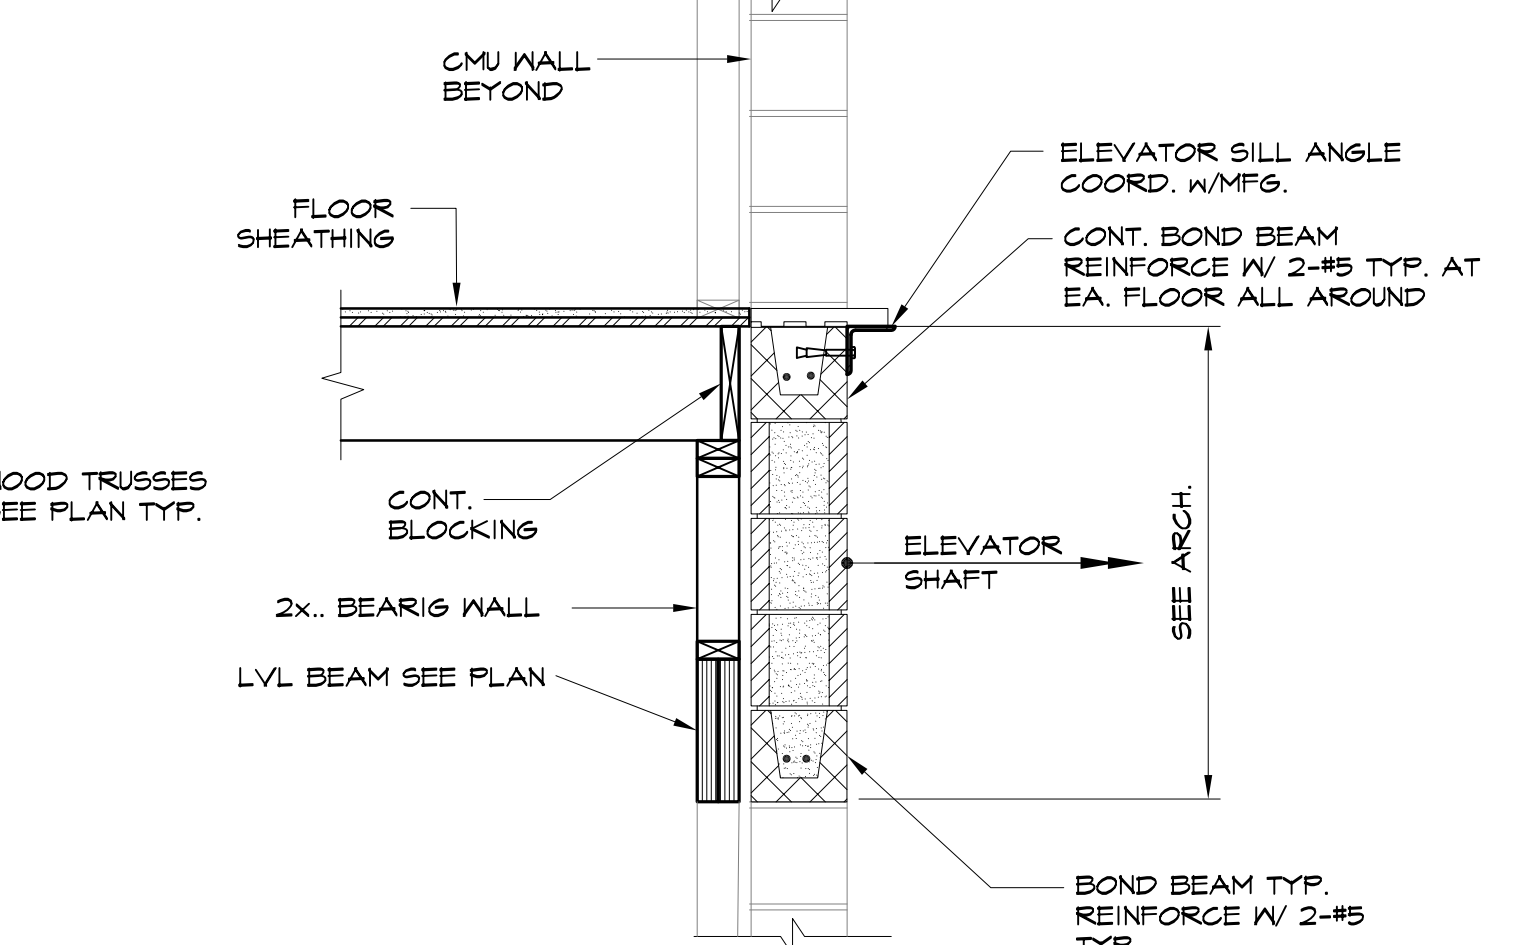 CMU WALL
BEYOND
ELEVATOR SILL ANGLE
COORD. w/MFG.
FLOOR
SHEATHING
CONT. BOND BEAM
REINFORCE W/ 2-#5 TYP. AT
EA. FLOOR ALL AROUND
OOD TRUSSES
EE PLAN TYP.
CONT.
BLOCKING
SEE ARCH.
ELEVATOR
SHAFT
2x.. BEARIG WALL
LVL BEAM SEE PLAN
BOND BEAM TYP.
REINFORCE W/ 2-#5
TYP